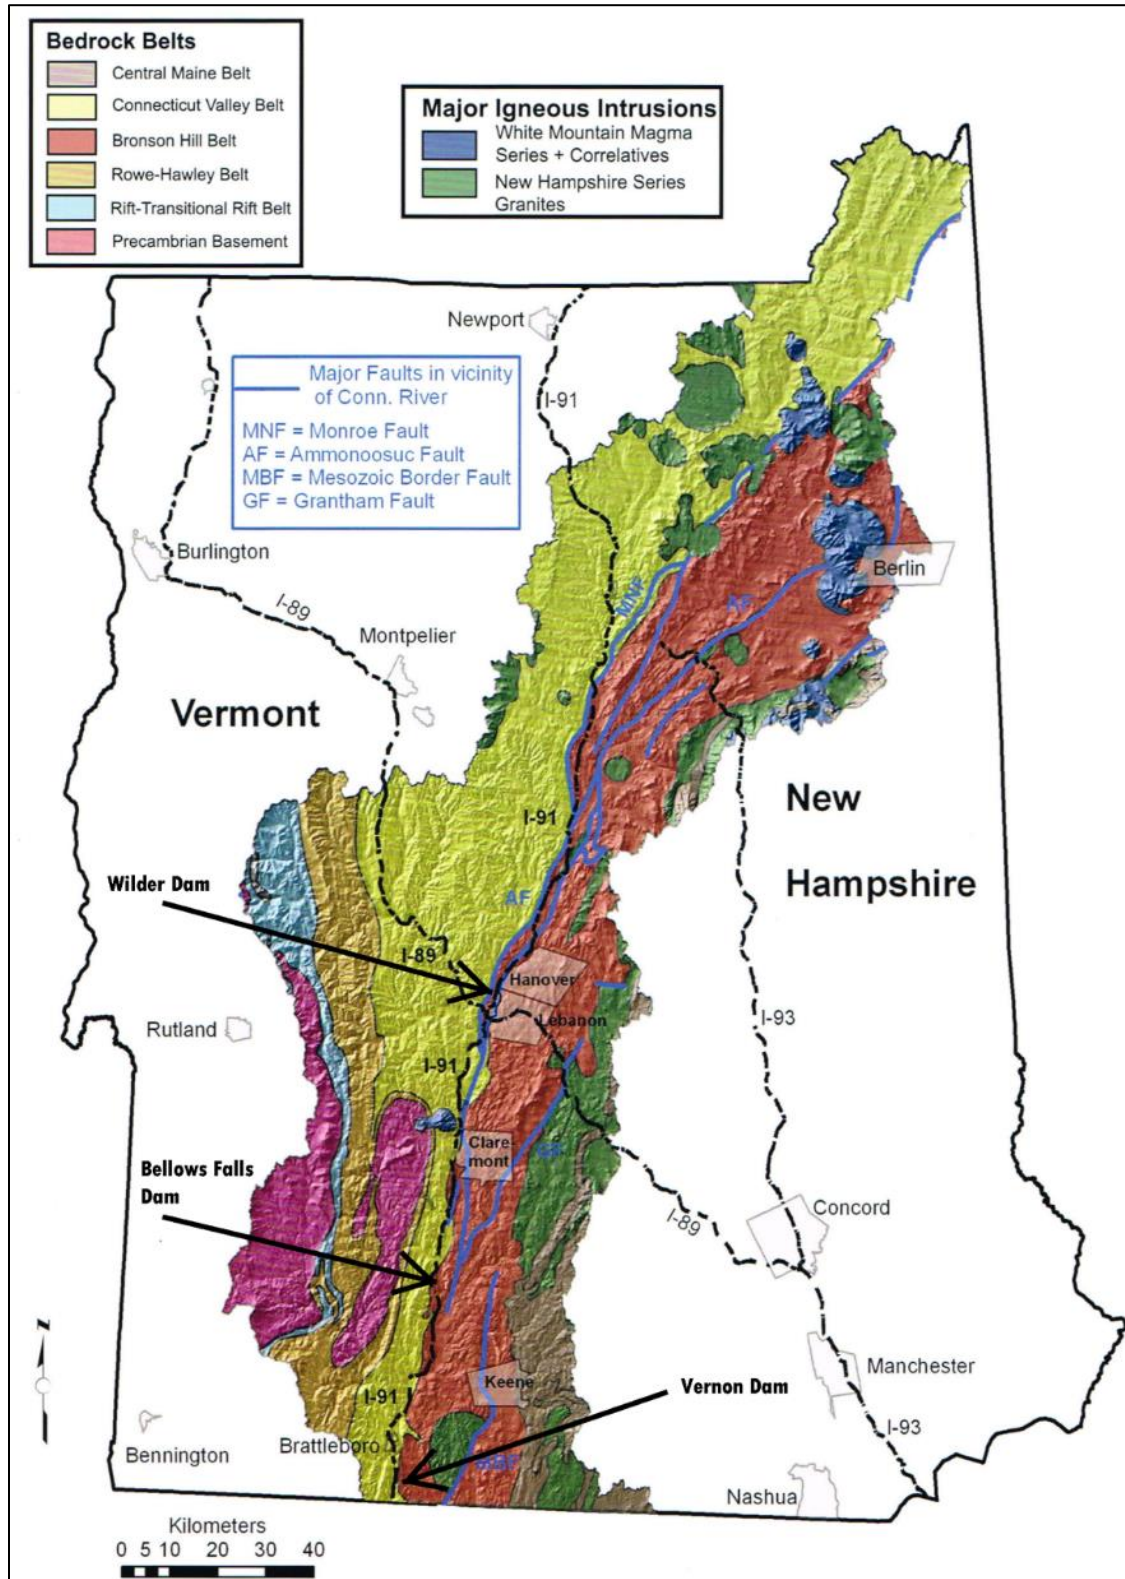 Bedrock Belts
Central Maine Belt
Connecticut Valley Belt
Bronson Hill Belt
Rowe-Hawley Belt
Rift-Transitional Rift Belt
Precambrian Basement
Major Igneous Intrusions
White Mountain Magma
Series + Correlatives
New Hampshire Series
Granites
Newport
I-91
Major Faults in vicinity
of Conn. River
MNF = Monroe Fault
AF = Ammonoosuc Fault
MBF = Mesozoic Border Fault
GF = Grantham Fault
Burlington
I-89
Montpelier
Vermont
MNF
AF
Berlin
New
Hampshire
I-91
Wilder Dam
AF
I-89
Hanover
Lebanon
Rutland
I-91
I-93
Bellows Falls
Dam
Clare
mont
GF
I-89
Concord
Keene
I-91
Vernon Dam
Manchester
I-93
Brattleboro
Bennington
MBF
Nashua
N
Kilometers
0 5 10 20 30 40